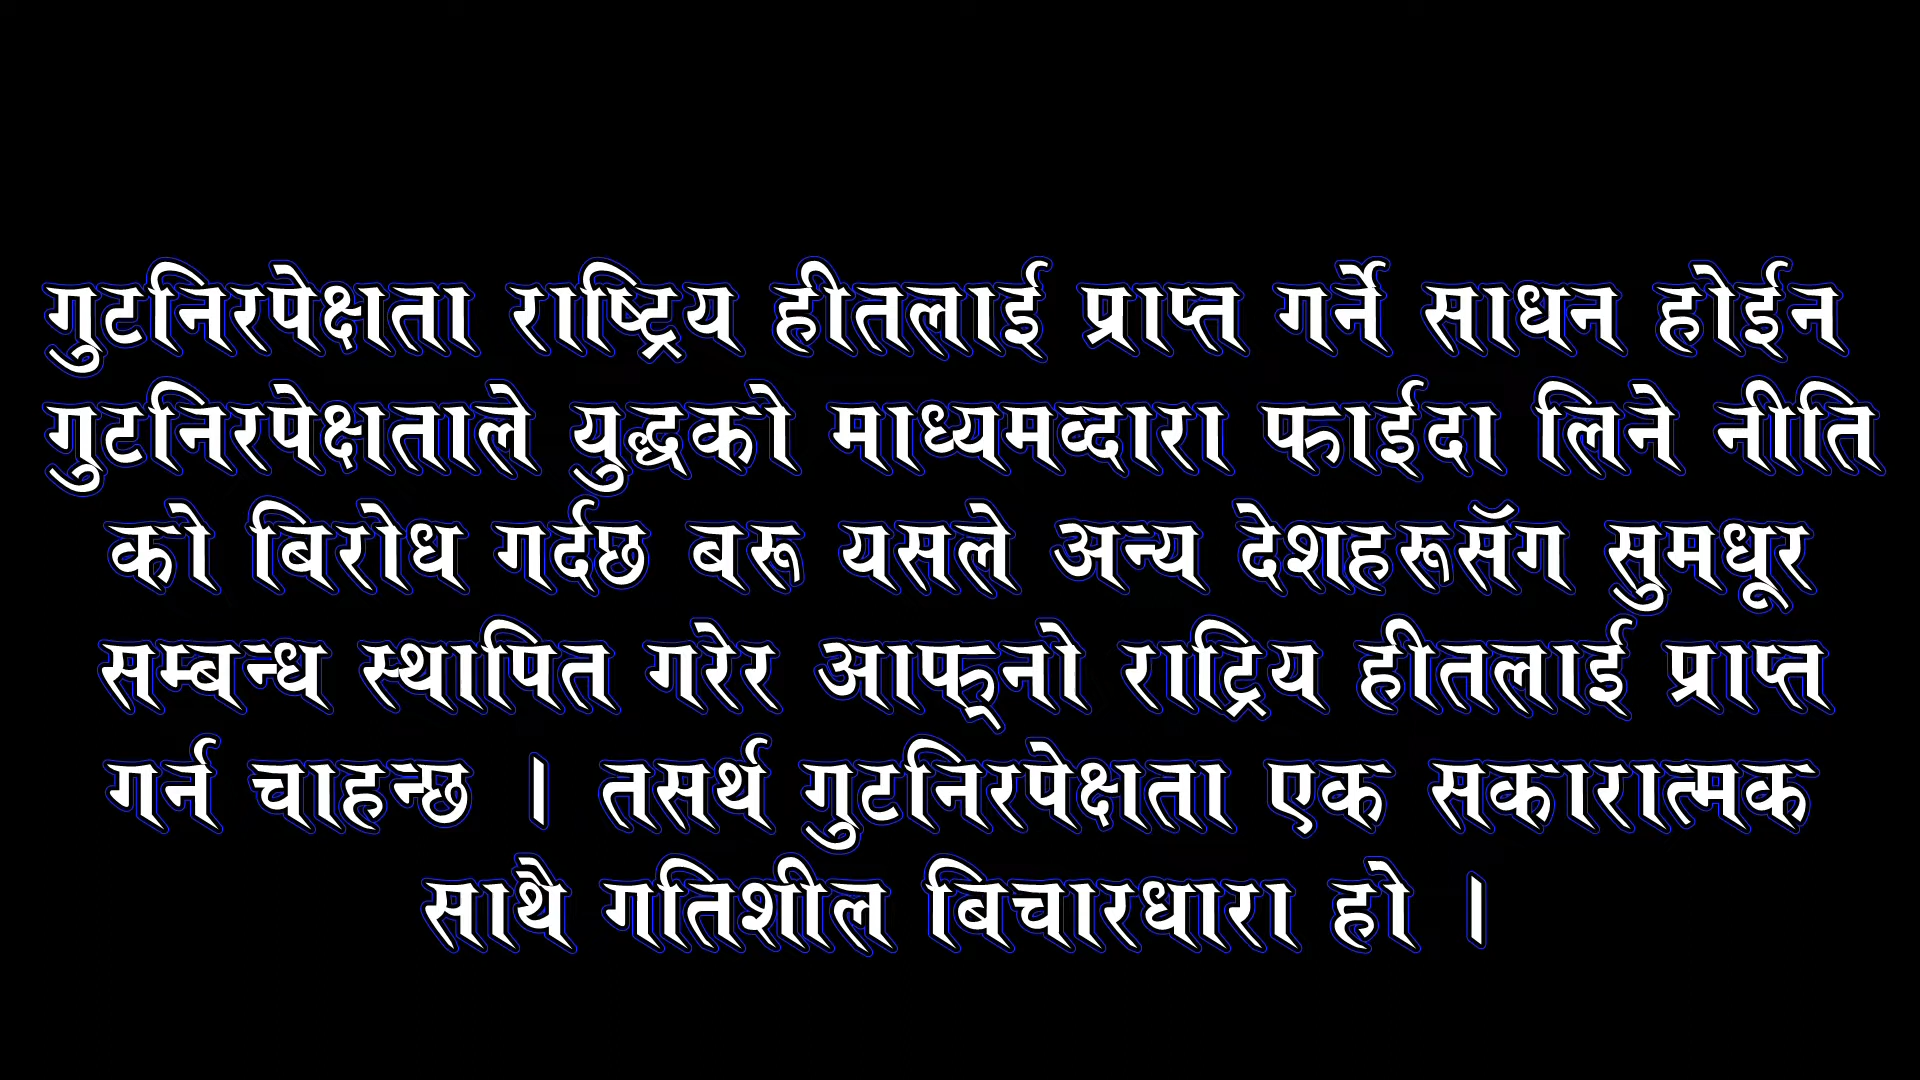 गुटनिरपेक्षता राष्ट्रिय हीतलाई प्राप्त गर्ने साधन होईन
गुटनिरपेक्षताले युद्धको माध्यमव्दारा फाईदा लिने नीति
को बिरोध गर्दछ बरू यसले अन्य देशहरूसॅग सुमधूर
सम्बन्ध स्थापित गरेर आफ्‌नो राट्रिय हीतलाई प्राप्त
गर्न चाहन्छ । तसर्थ गुटनिरपेक्षता एक सकारात्मक
साथै गतिशील बिचारधारा हो ।